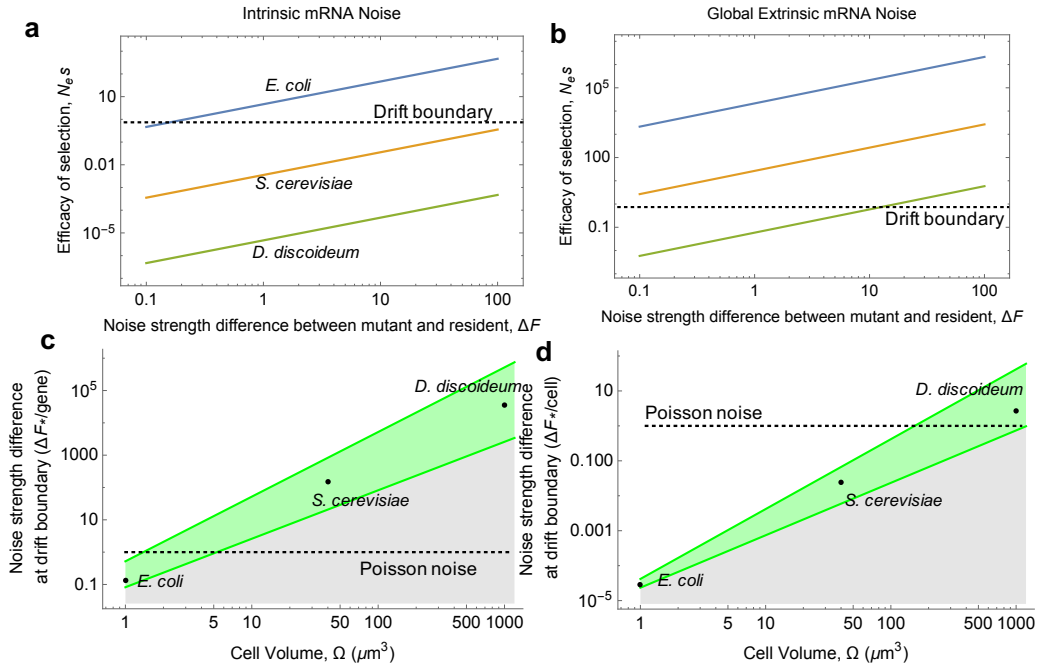 Intrinsic mRNA Noise
a
Efficacy of selection, Nₑs
10
0.01
10⁻⁵
E. coli
Drift boundary
S. cerevisiae
D. discoideum
0.1
1
10
100
Noise strength difference between mutant and resident, ΔF
Global Extrinsic mRNA Noise
b
Efficacy of selection, Nₑs
10⁵
100
0.1
Drift boundary
0.1
1
10
100
Noise strength difference between mutant and resident, ΔF
c
Noise strength difference
at drift boundary (ΔF*/gene)
10⁵
1000
10
0.1
D. discoideum
S. cerevisiae
E. coli
Poisson noise
1
5
10
50
100
500
1000
Cell Volume, Ω (μm³)
d
Noise strength difference
at drift boundary (ΔF*/cell)
10
0.100
0.001
10⁻⁵
D. discoideum
Poisson noise
S. cerevisiae
E. coli
1
5
10
50
100
500
1000
Cell Volume, Ω (μm³)